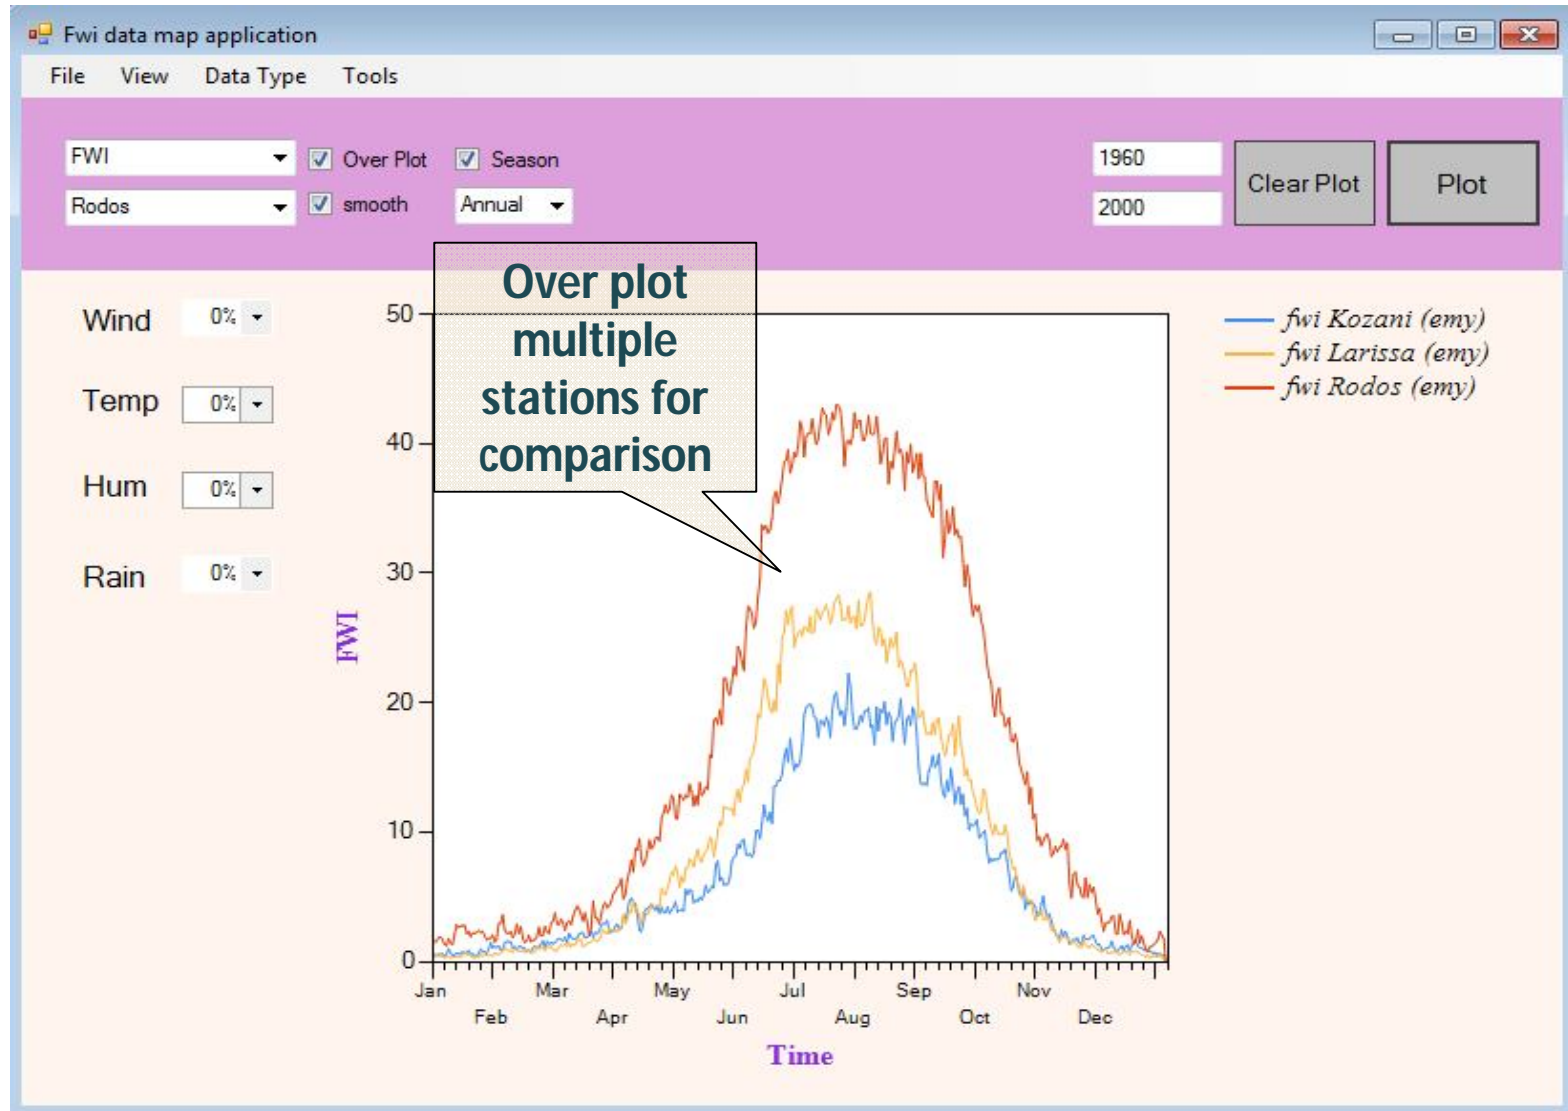 Fwi data map application
File View Data Type Tools
FWI Over Plot Season 1960
Rodos smooth Annual 2000
Clear Plot Plot
Over plot
multiple
stations for
comparison
Wind 0%
Temp 0%
Hum 0%
Rain 0%
50
40
30
20
10
0
FWI
fwi Kozani (emy)
fwi Larissa (emy)
fwi Rodos (emy)
Jan Mar May Jul Sep Nov
Feb Apr Jun Aug Oct Dec
Time